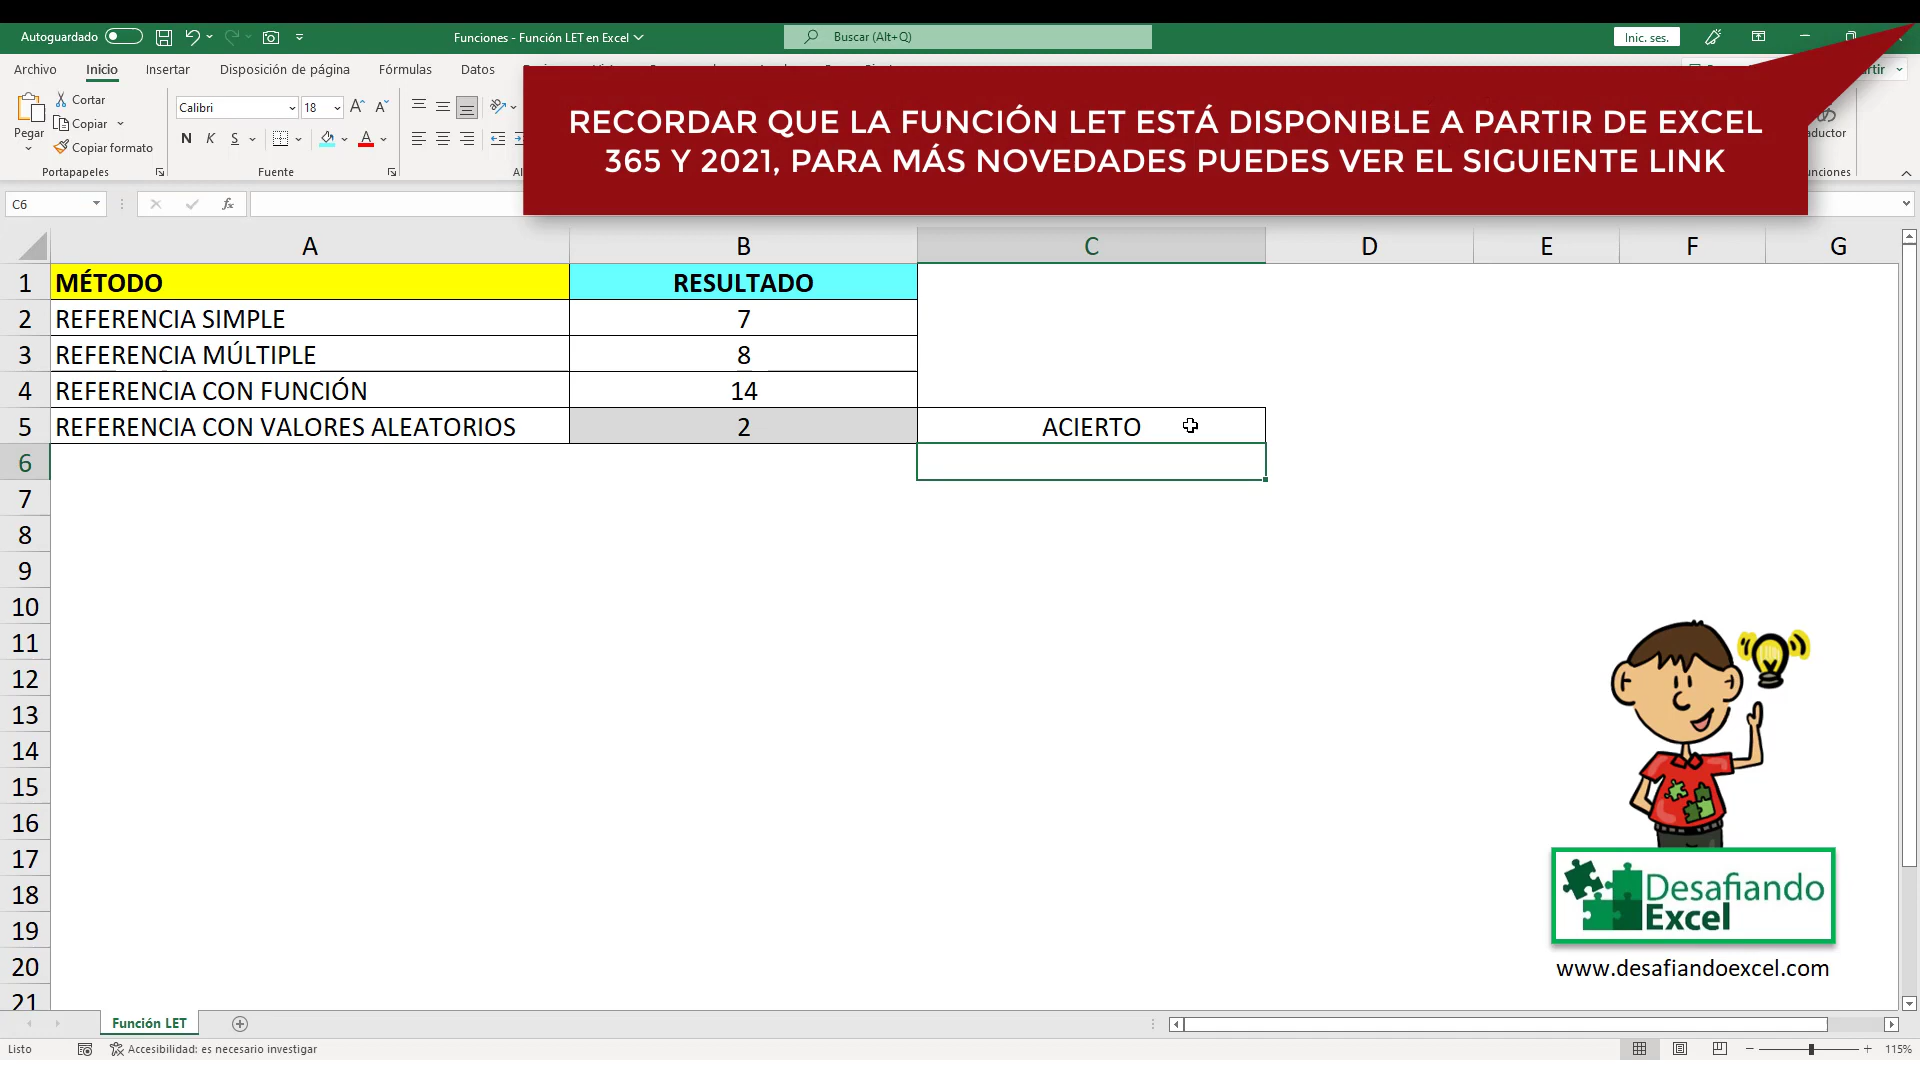 Autoguardado
Funciones - Función LET en Excel
Buscar (Alt+Q)
Inic. ses.
Archivo
Inicio
Insertar
Disposición de página
Fórmulas
Datos
RECORDAR QUE LA FUNCIÓN LET ESTÁ DISPONIBLE A PARTIR DE EXCEL
365 Y 2021, PARA MÁS NOVEDADES PUEDES VER EL SIGUIENTE LINK
Pegar
Cortar
Copiar
Copiar formato
Portapapeles
Calibri
18
N K S
A
Fuente
C6
fx
A B C D E F G
1 MÉTODO RESULTADO
2 REFERENCIA SIMPLE 7
3 REFERENCIA MÚLTIPLE 8
4 REFERENCIA CON FUNCIÓN 14
5 REFERENCIA CON VALORES ALEATORIOS 2 ACIERTO
6
7
8
9
10
11
12
13
14
15
16
17
18
19
20
21
Desafiando
Excel
www.desafiandoexcel.com
Función LET
Listo
Accesibilidad: es necesario investigar
115%